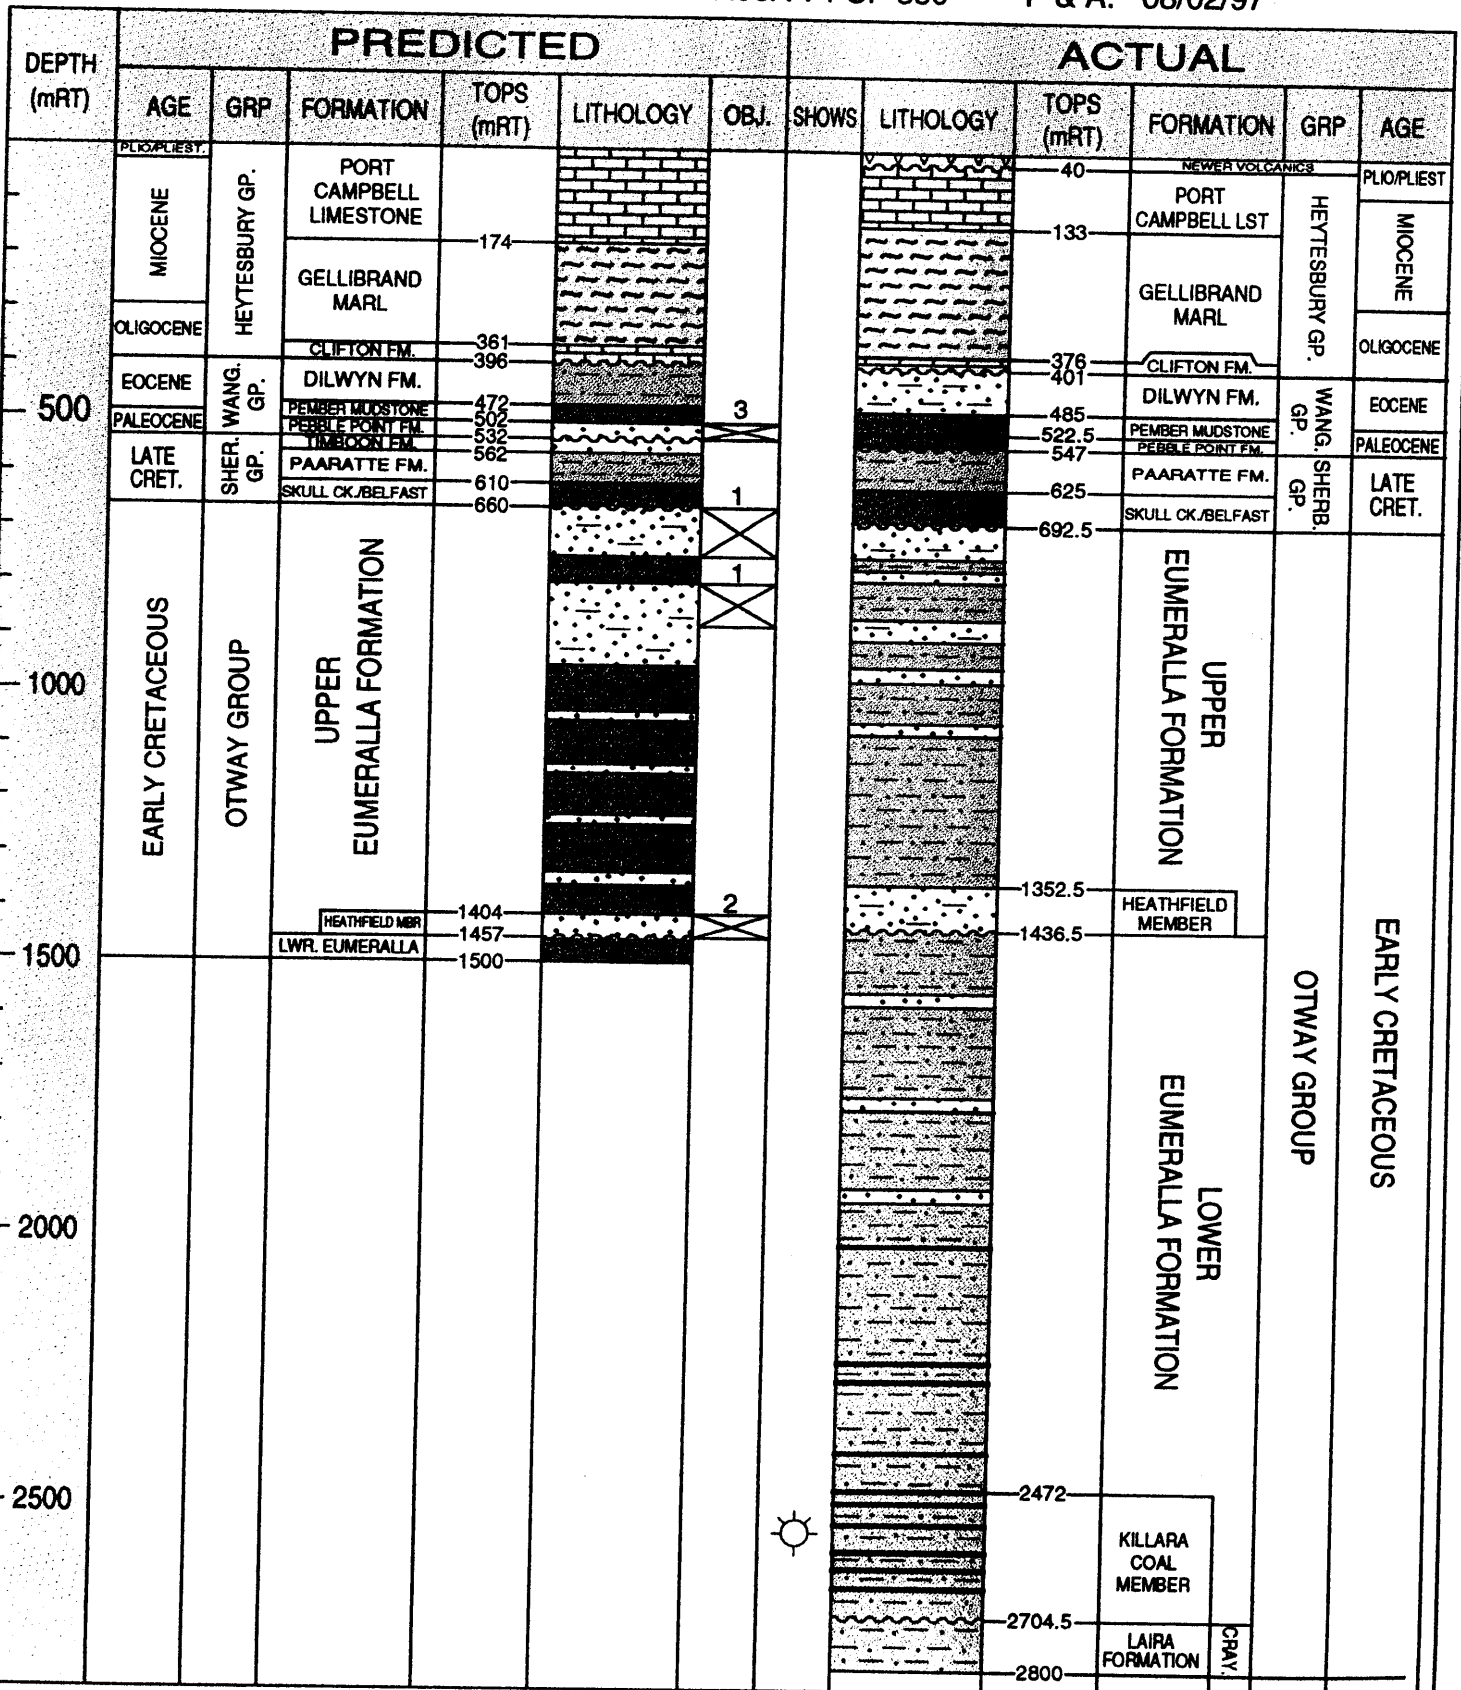 P & A: 08/02/97
PREDICTED
ACTUAL
DEPTH
(mRT)
AGE
GRP
FORMATION
TOPS
(mRT)
LITHOLOGY
OBJ.
SHOWS
LITHOLOGY
TOPS
(mRT)
FORMATION
GRP
AGE
500
1000
1500
2000
2500
PLIO/PLIEST.
MIOCENE
OLIGOCENE
EOCENE
PALEOCENE
LATE
CRET.
EARLY CRETACEOUS
HEYTESBURY GP.
WANG.
GP.
SHER.
GP.
OTWAY GROUP
PORT
CAMPBELL
LIMESTONE
GELLIBRAND
MARL
CLIFTON FM.
DILWYN FM.
PEMBER MUDSTONE
PEBBLE POINT FM.
TIMBOON FM.
PAARATTE FM.
SKULL CK./BELFAST
UPPER
EUMERALLA FORMATION
HEATHFIELD MBR
LWR. EUMERALLA
174
361
396
472
502
532
562
610
660
1404
1457
1500
3
1
1
2
40
133
376
401
485
522.5
547
625
692.5
1352.5
1436.5
2472
2704.5
2800
NEWER VOLCANICS
PORT
CAMPBELL LST
GELLIBRAND
MARL
CLIFTON FM.
DILWYN FM.
PEMBER MUDSTONE
PEBBLE POINT FM.
PAARATTE FM.
SKULL CK./BELFAST
UPPER
EUMERALLA FORMATION
HEATHFIELD
MEMBER
LOWER
EUMERALLA FORMATION
KILLARA
COAL
MEMBER
LAIRA
FORMATION
CRAY.
HEYTESBURY GP.
WANG.
GP.
SHERB.
GP.
OTWAY GROUP
PLIO/PLIEST
MIOCENE
OLIGOCENE
EOCENE
PALEOCENE
LATE
CRET.
EARLY CRETACEOUS